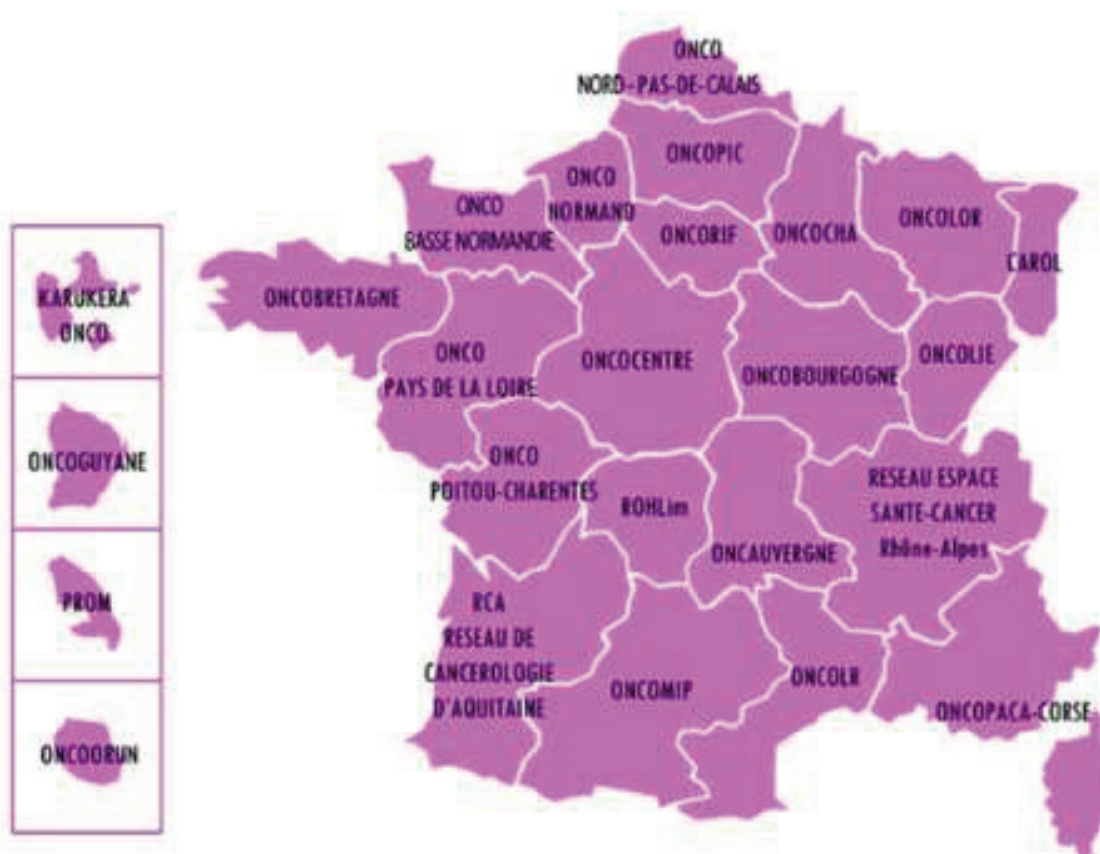 ONCO
NORD-PAS-DE-CALAIS
ONCOPIC
ONCO
NORMAND
ONCO
BASSE NORMANDIE
ONCORIF
ONCOCHA
ONCOLOR
CAROL
KARUKERA
ONCO
ONCOBRETAGNE
ONCO
PAYS DE LA LOIRE
ONCOCENTRE
ONCOBOURGOGNE
ONCOLIE
ONCOGUYANE
ONCO
POITOU-CHARENTES
ROHLim
ONCAUVERGNE
RESEAU ESPACE
SANTE-CANCER
Rhône-Alpes
PROM
RCA
RESEAU DE
CANCEROLOGIE
D'AQUITAINE
ONCOMIP
ONCOLR
ONCOPACA-CORSE
ONCOORUN